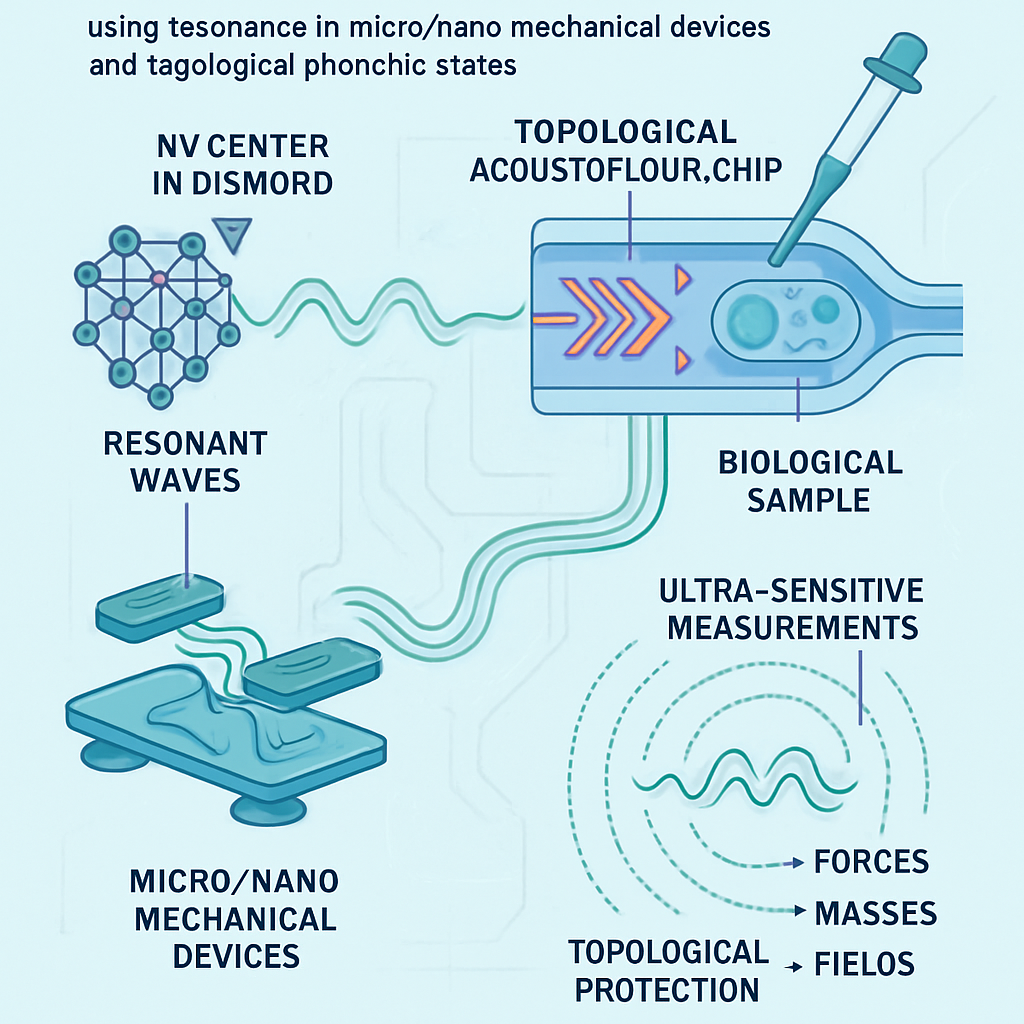 using tesonance in micro/nano mechanical devices
and tagological phonchic states
NV CENTER
IN DISMORD
TOPOLOGICAL
ACOUSTOFLOUR,CHIP
RESONANT
WAVES
BIOLOGICAL
SAMPLE
ULTRA-SENSITIVE
MEASUREMENTS
MICRO/NANO
MECHANICAL
DEVICES
FORCES
MASSES
TOPOLOGICAL
PROTECTION
FIELOS